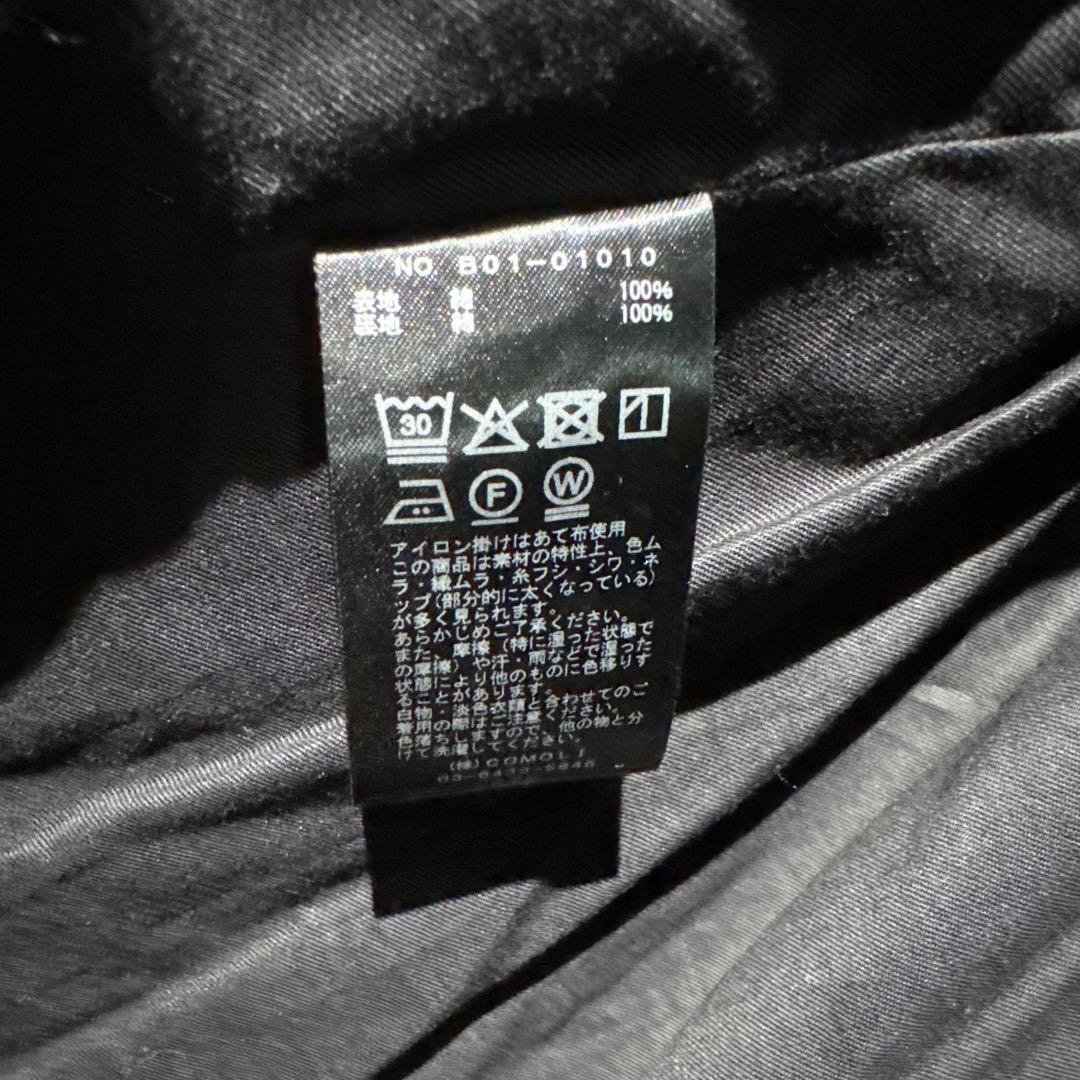 NO. B01-01010
表地 綿 100%
裏地 綿 100%
30
F W
アイロン掛けはあて布使用
この商品は素材の特性上、色ム
ラ・織ムラ・糸フシ・シワ・ネ
ップ(部分的に太くなっている)
が多く見られます。
あらかじめご了承ください。
また、摩擦（特に湿った状態で
の摩擦）や汗・雨などで湿った
状態により他のものに色移りす
ることがあります。
白物・淡色衣類と合わせてのご
着用の際はご注意ください。
色落ちしますので、他の物と分
けて洗濯してください。
(株)COMOLI